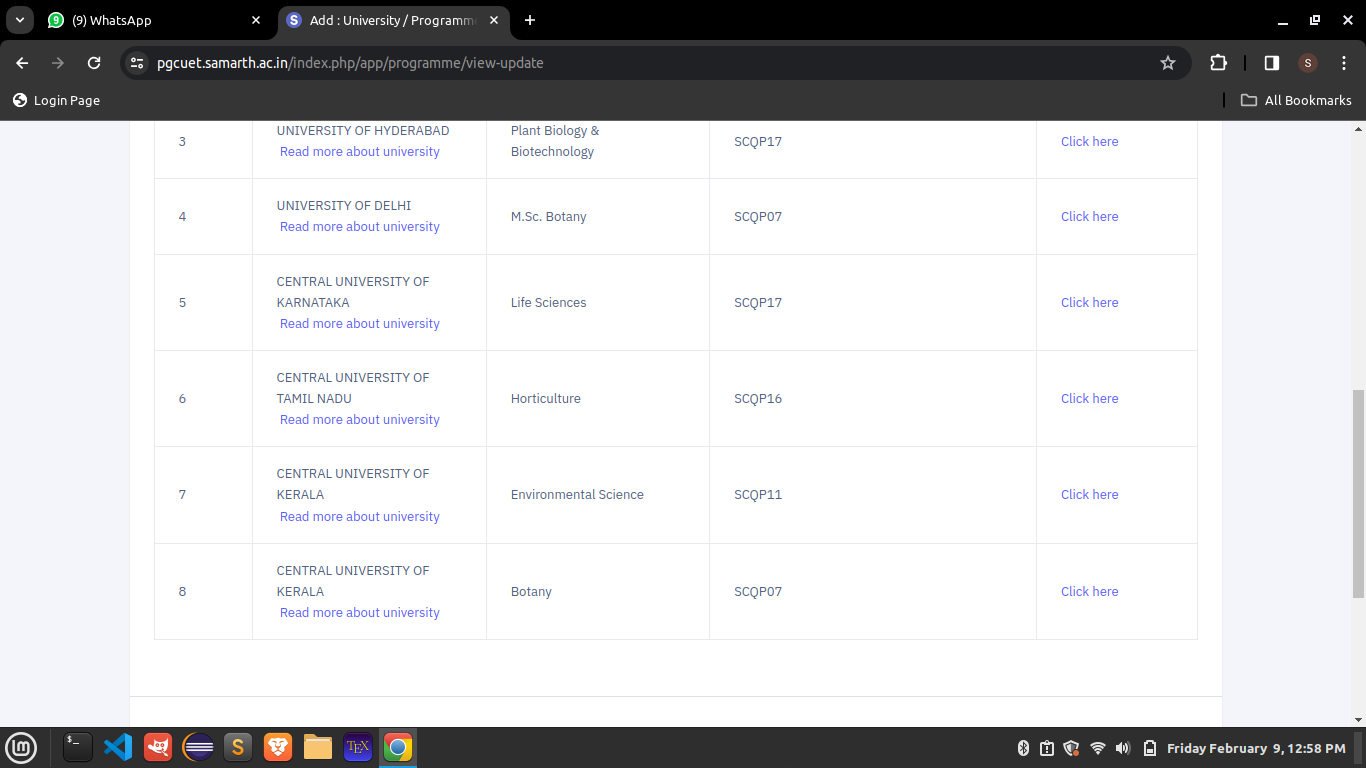 (9) WhatsApp
Add : University / Programme
pgcuet.samarth.ac.in/index.php/app/programme/view-update
S
Login Page
All Bookmarks
3
UNIVERSITY OF HYDERABAD
Read more about university
Plant Biology &
Biotechnology
SCQP17
Click here
4
UNIVERSITY OF DELHI
Read more about university
M.Sc. Botany
SCQP07
Click here
5
CENTRAL UNIVERSITY OF
KARNATAKA
Read more about university
Life Sciences
SCQP17
Click here
6
CENTRAL UNIVERSITY OF
TAMIL NADU
Read more about university
Horticulture
SCQP16
Click here
7
CENTRAL UNIVERSITY OF
KERALA
Read more about university
Environmental Science
SCQP11
Click here
8
CENTRAL UNIVERSITY OF
KERALA
Read more about university
Botany
SCQP07
Click here
Friday February 9, 12:58 PM